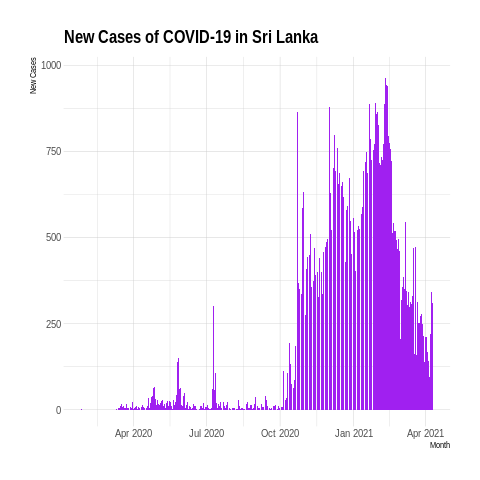 New Cases of COVID-19 in Sri Lanka
New Cases
1000
750
500
250
0
Apr 2020 Jul 2020 Oct 2020 Jan 2021 Apr 2021
Month